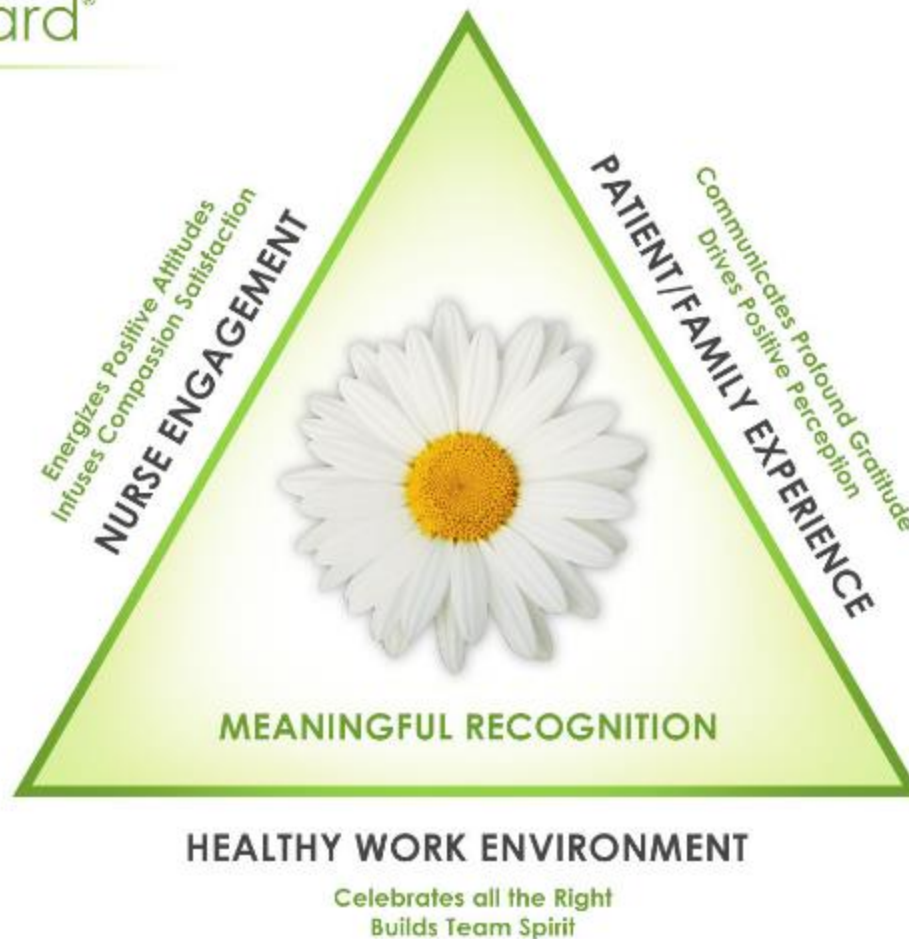 ard®
Energizes Positive Attitudes
Infuses Compassion Satisfaction
NURSE ENGAGEMENT
Communicates Profound Gratitude
Drives Positive Perception
PATIENT/FAMILY EXPERIENCE
MEANINGFUL RECOGNITION
HEALTHY WORK ENVIRONMENT
Celebrates all the Right
Builds Team Spirit